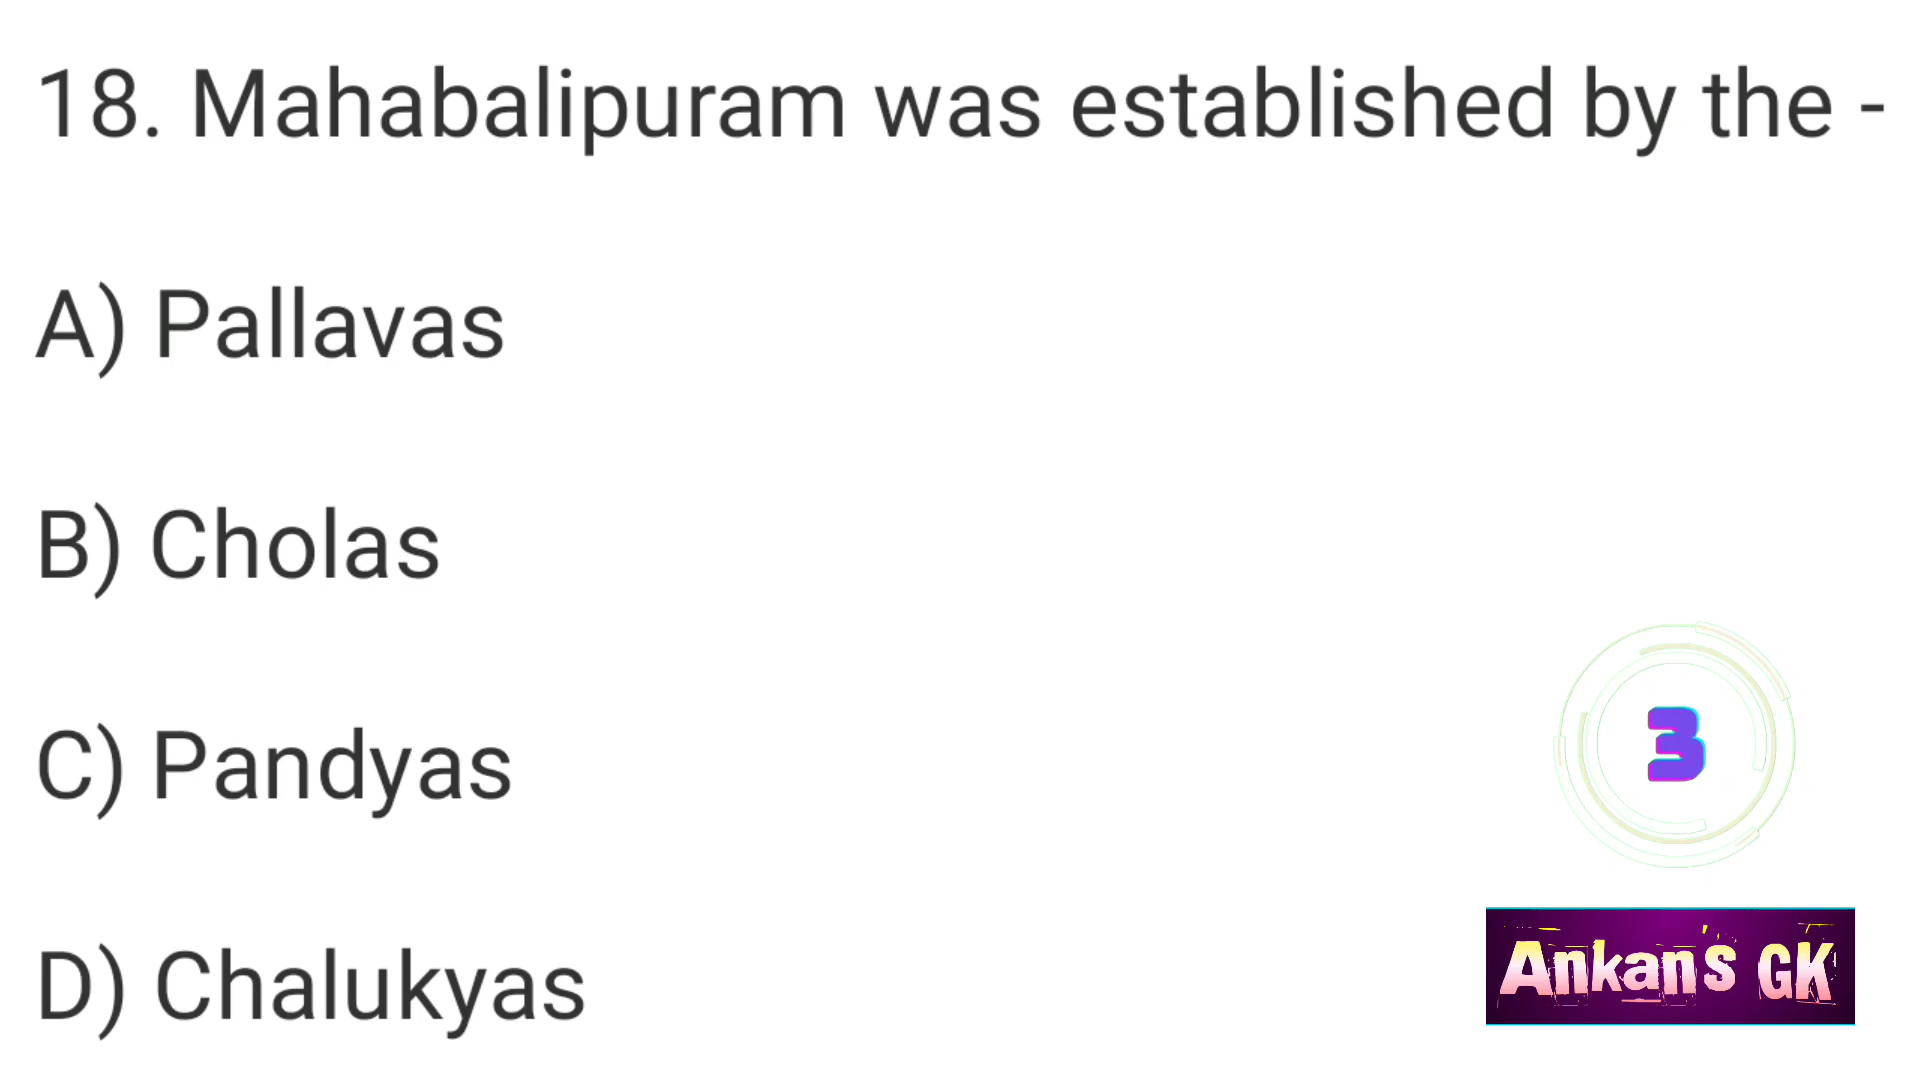 18. Mahabalipuram was established by the -
A) Pallavas
B) Cholas
C) Pandyas
3
D) Chalukyas
Ankan's GK